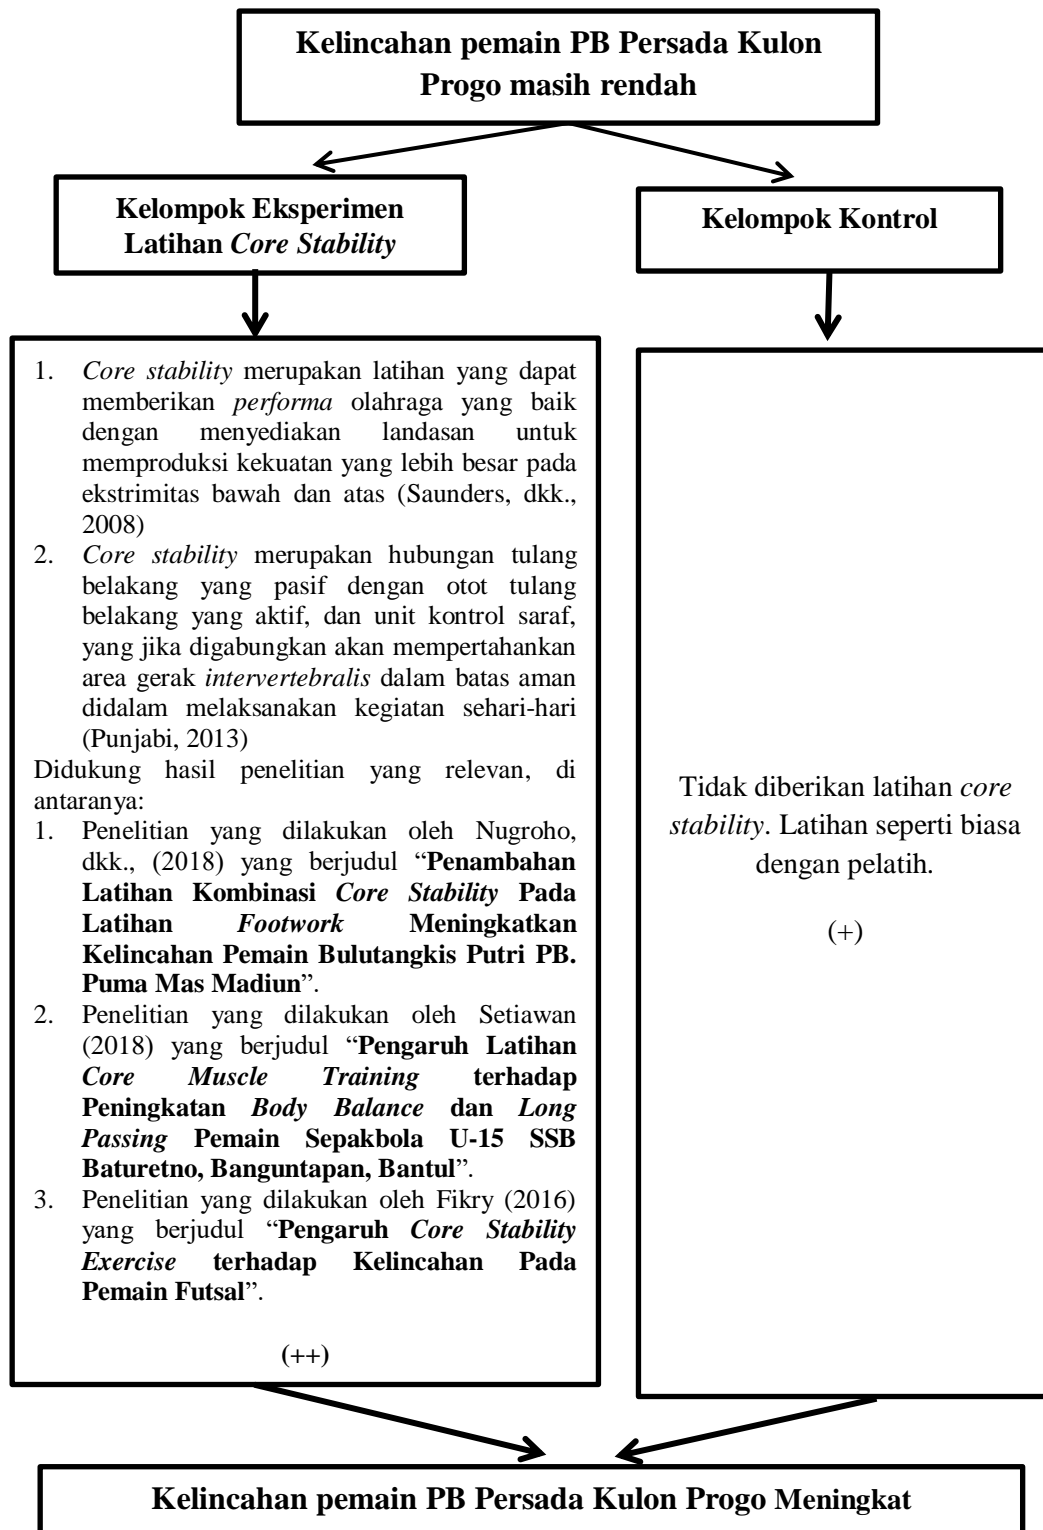 Kelincahan pemain PB Persada Kulon
Progo masih rendah
Kelompok Eksperimen
Latihan Core Stability
Kelompok Kontrol
1. Core stability merupakan latihan yang dapat
memberikan performa olahraga yang baik
dengan menyediakan landasan untuk
memproduksi kekuatan yang lebih besar pada
ekstrimitas bawah dan atas (Saunders, dkk.,
2008)
2. Core stability merupakan hubungan tulang
belakang yang pasif dengan otot tulang
belakang yang aktif, dan unit kontrol saraf,
yang jika digabungkan akan mempertahankan
area gerak intervertebralis dalam batas aman
didalam melaksanakan kegiatan sehari-hari
(Punjabi, 2013)
Didukung hasil penelitian yang relevan, di
antaranya:
1. Penelitian yang dilakukan oleh Nugroho,
dkk., (2018) yang berjudul “Penambahan
Latihan Kombinasi Core Stability Pada
Latihan Footwork Meningkatkan
Kelincahan Pemain Bulutangkis Putri PB.
Puma Mas Madiun”.
2. Penelitian yang dilakukan oleh Setiawan
(2018) yang berjudul “Pengaruh Latihan
Core Muscle Training terhadap
Peningkatan Body Balance dan Long
Passing Pemain Sepakbola U-15 SSB
Baturetno, Banguntapan, Bantul”.
3. Penelitian yang dilakukan oleh Fikry (2016)
yang berjudul “Pengaruh Core Stability
Exercise terhadap Kelincahan Pada
Pemain Futsal”.
(++)
Tidak diberikan latihan core
stability. Latihan seperti biasa
dengan pelatih.
(+)
Kelincahan pemain PB Persada Kulon Progo Meningkat